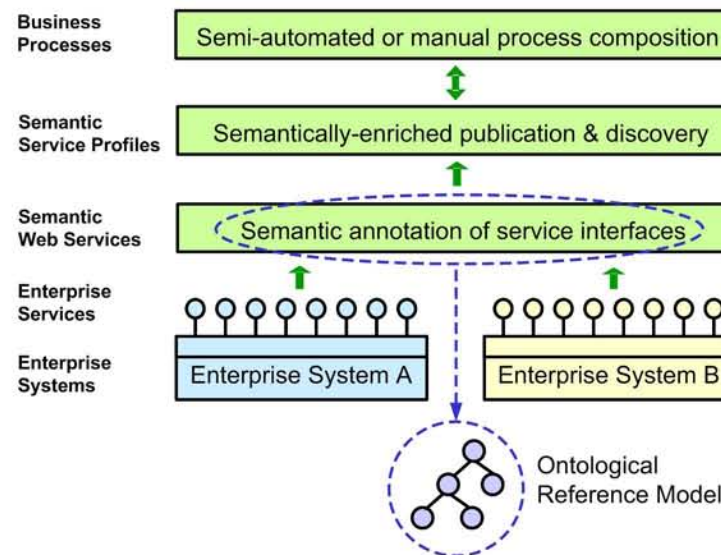 Business
Processes
Semi-automated or manual process composition
Semantic
Service Profiles
Semantically-enriched publication & discovery
Semantic
Web Services
Semantic annotation of service interfaces
Enterprise
Services
Enterprise
Systems
Enterprise System A
Enterprise System B
Ontological
Reference Model